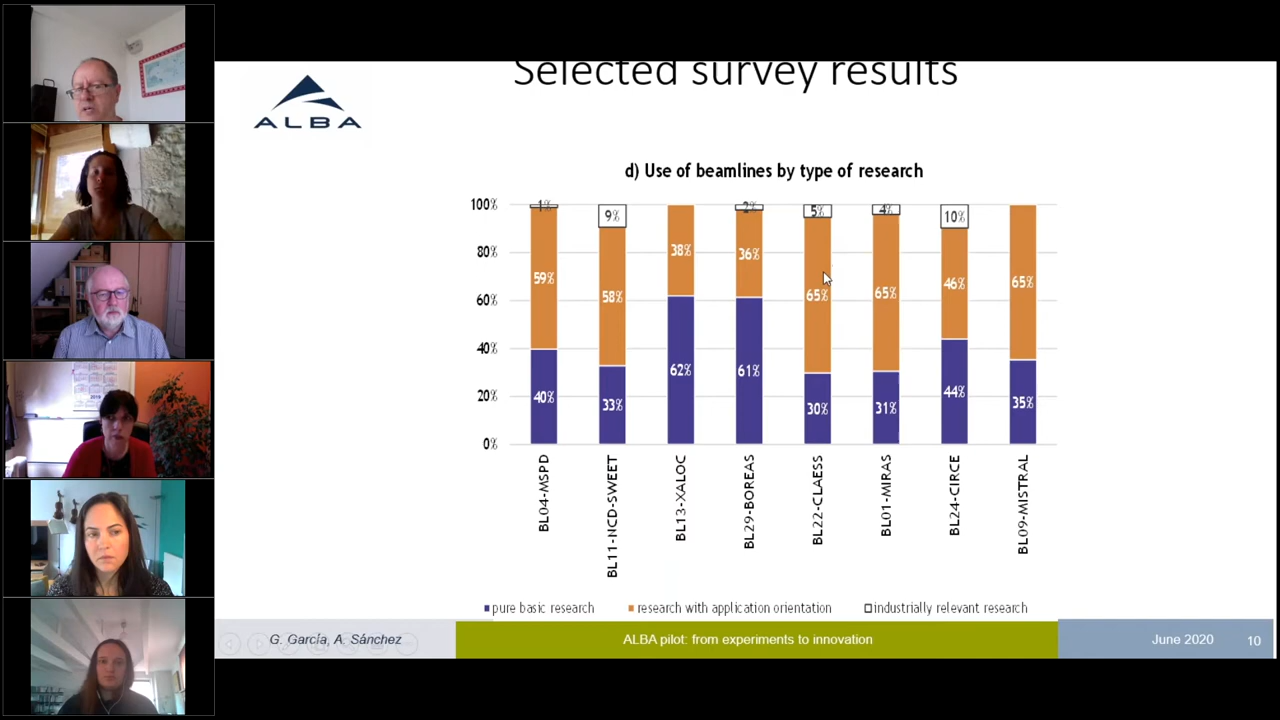 Selected survey results
ALBA
d) Use of beamlines by type of research
100%
80%
60%
40%
20%
0%
1%
59%
40%
9%
58%
33%
38%
62%
2%
36%
61%
5%
65%
30%
4%
65%
31%
10%
46%
44%
65%
35%
BL04-MSPD
BL11-NCD-SWEET
BL13-XALOC
BL29-BOREAS
BL22-CLAESS
BL01-MIRAS
BL24-CIRCE
BL09-MISTRAL
pure basic research research with application orientation industrially relevant research
G. García, A. Sánchez ALBA pilot: from experiments to innovation June 2020 10